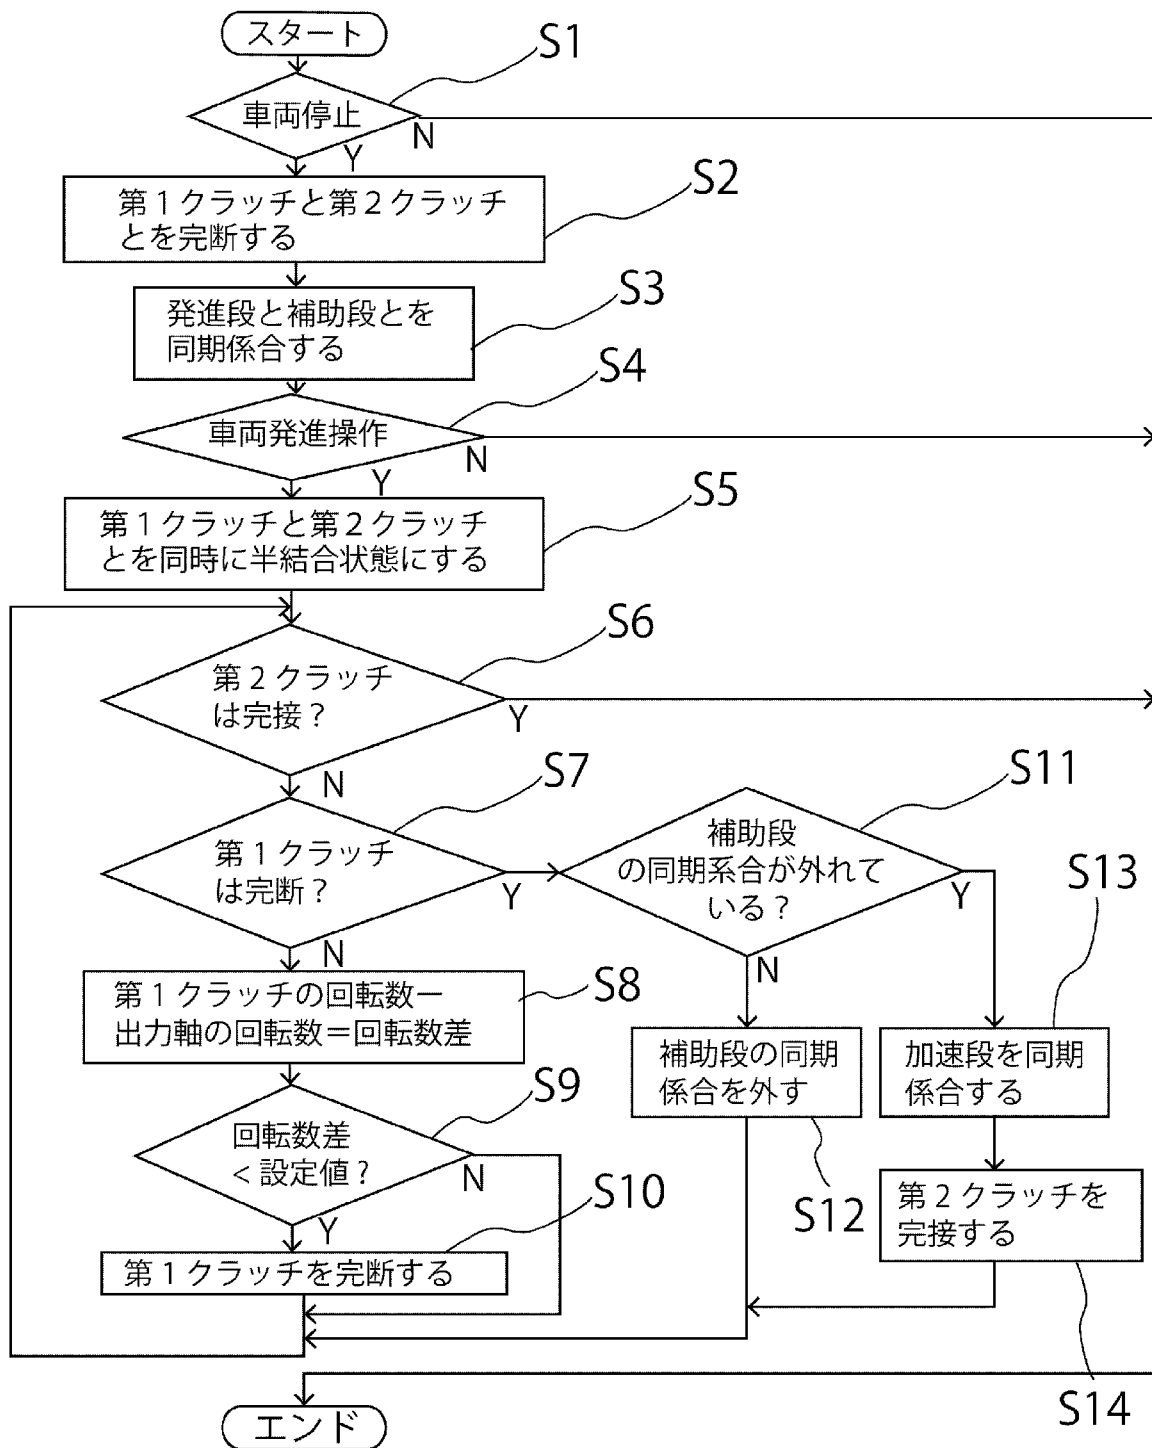 スタート
S1
車両停止
N
Y
S2
第1クラッチと第2クラッチ
とを完断する
S3
発進段と補助段とを
同期係合する
S4
車両発進操作
N
Y
S5
第1クラッチと第2クラッチ
とを同時に半結合状態にする
S6
第2クラッチ
は完接？
Y
N
S7
第1クラッチ
は完断？
Y
N
S11
補助段
の同期系合が外れて
いる？
Y
N
S13
S8
第1クラッチの回転数ー
出力軸の回転数＝回転数差
補助段の同期
係合を外す
S12
加速段を同期
係合する
S9
回転数差
<設定値？
N
Y
S10
第1クラッチを完断する
第2クラッチを
完接する
S14
エンド